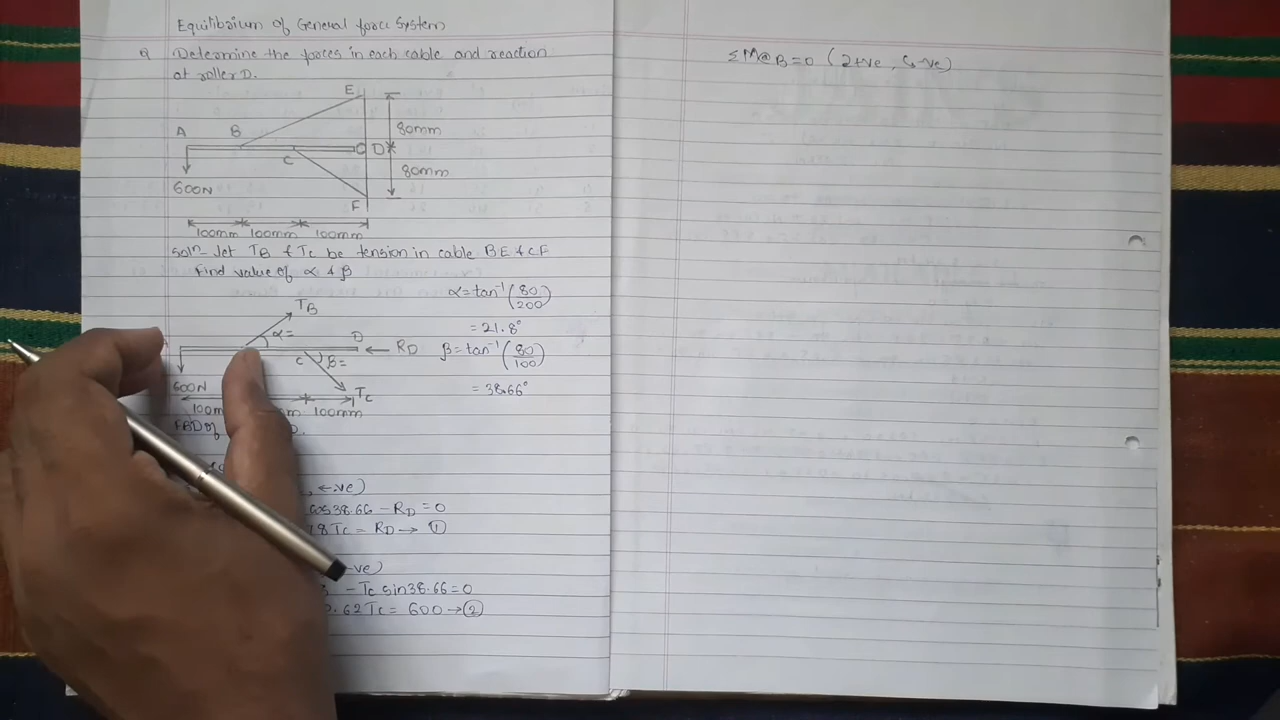 Equilibrium of General force System
Q Determine the forces in each cable and reaction
at roller D.
E
A B 80mm
D
C
80mm
600N
F
100mm 100mm 100mm
Soln- Let TB & TC be tension in cable BE & CF
Find value of α & β
TB
α = tan⁻¹(80/200)
α=
= 21.8°
D
RD
β = tan⁻¹(80/100)
C β=
600N
TC
= 38.66°
100mm
FBD of
, ←-ve)
cos38.66 - RD = 0
TC = RD → ①
-ve)
- TC sin38.66 = 0
.62TC = 600 → ②
ΣM@B=0 (↻+ve, ↺-ve)